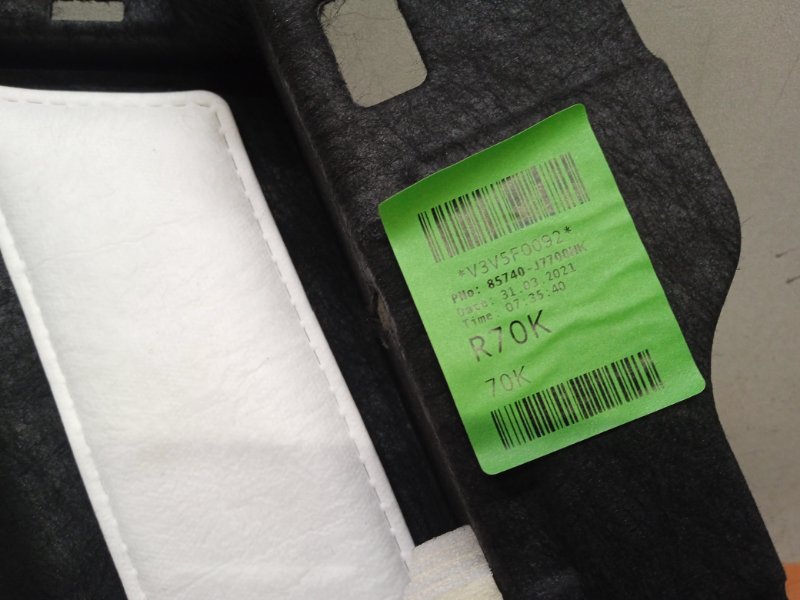 *V3V5F0092*
PNo: 85740-J7700WK
Date: 31.03.2021
Time: 07:35:40
R70K
70K